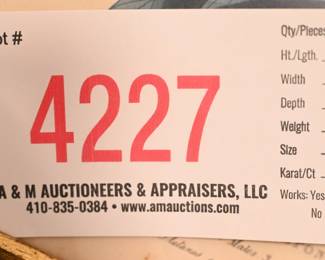 ot #
4227
A & M AUCTIONEERS & APPRAISERS, LLC
410-835-0384 • www.amauctions.com
Qty/Pieces
Ht./Lgth.
Width
Depth
Weight
Size
Karat/Ct
Works: Yes
No